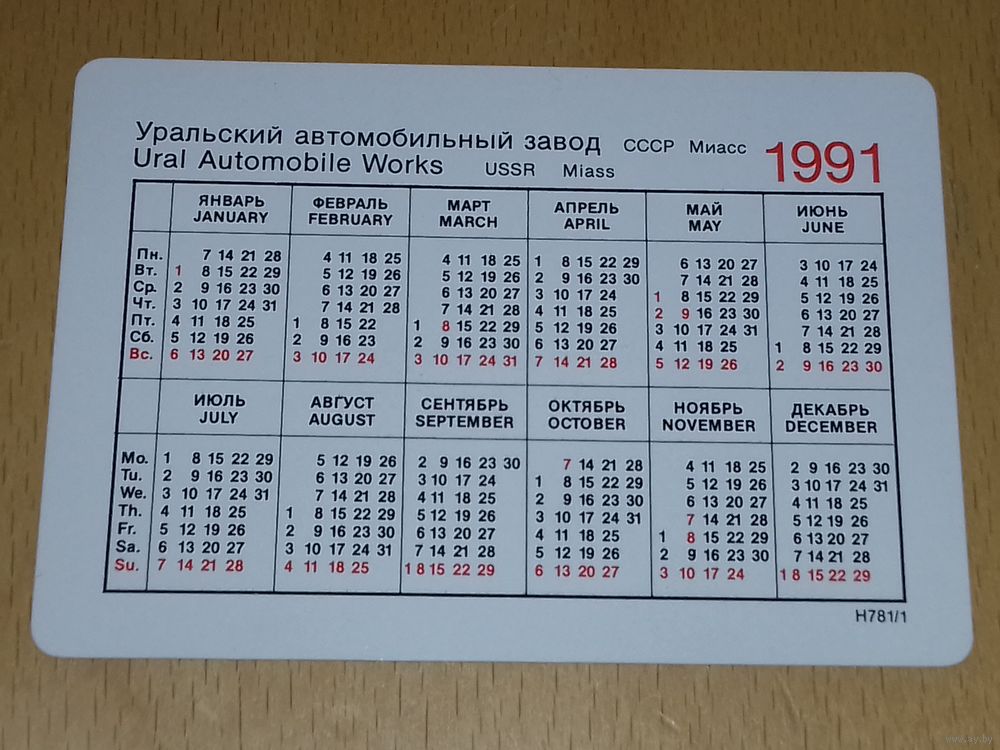 Уральский автомобильный завод СССР Миасс 1991
Ural Automobile Works USSR Miass
ЯНВАРЬ ФЕВРАЛЬ МАРТ АПРЕЛЬ МАЙ ИЮНЬ
JANUARY FEBRUARY MARCH APRIL MAY JUNE
Пн. 7 14 21 28 4 11 18 25 4 11 18 25 1 8 15 22 29 6 13 20 27 3 10 17 24
Вт. 1 8 15 22 29 5 12 19 26 5 12 19 26 2 9 16 23 30 7 14 21 28 4 11 18 25
Ср. 2 9 16 23 30 6 13 20 27 6 13 20 27 3 10 17 24 1 8 15 22 29 5 12 19 26
Чт. 3 10 17 24 31 7 14 21 28 7 14 21 28 4 11 18 25 2 9 16 23 30 6 13 20 27
Пт. 4 11 18 25 1 8 15 22 1 8 15 22 29 5 12 19 26 3 10 17 24 31 7 14 21 28
Сб. 5 12 19 26 2 9 16 23 2 9 16 23 30 6 13 20 27 4 11 18 25 1 8 15 22 29
Вс. 6 13 20 27 3 10 17 24 3 10 17 24 31 7 14 21 28 5 12 19 26 2 9 16 23 30
ИЮЛЬ АВГУСТ СЕНТЯБРЬ ОКТЯБРЬ НОЯБРЬ ДЕКАБРЬ
JULY AUGUST SEPTEMBER OCTOBER NOVEMBER DECEMBER
Mo. 1 8 15 22 29 5 12 19 26 2 9 16 23 30 7 14 21 28 4 11 18 25 2 9 16 23 30
Tu. 2 9 16 23 30 6 13 20 27 3 10 17 24 1 8 15 22 29 5 12 19 26 3 10 17 24 31
We. 3 10 17 24 31 7 14 21 28 4 11 18 25 2 9 16 23 30 6 13 20 27 4 11 18 25
Th. 4 11 18 25 1 8 15 22 29 5 12 19 26 3 10 17 24 31 7 14 21 28 5 12 19 26
Fr. 5 12 19 26 2 9 16 23 30 6 13 20 27 4 11 18 25 1 8 15 22 29 6 13 20 27
Sa. 6 13 20 27 3 10 17 24 31 7 14 21 28 5 12 19 26 2 9 16 23 30 7 14 21 28
Su. 7 14 21 28 4 11 18 25 1 8 15 22 29 6 13 20 27 3 10 17 24 1 8 15 22 29
Н781/1
www.ay.by